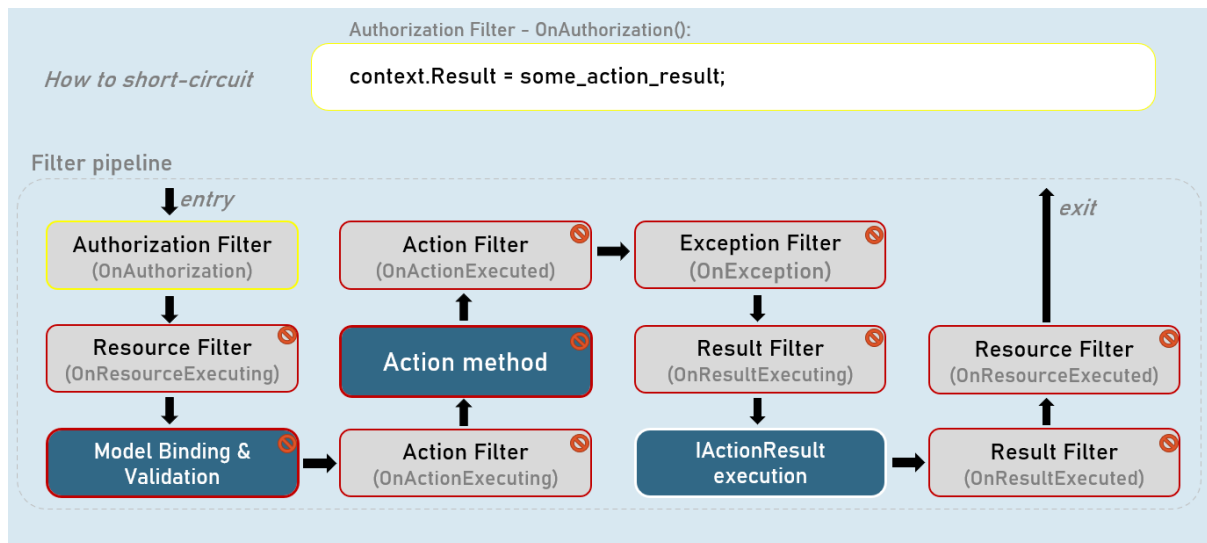 Authorization Filter - OnAuthorization():
How to short-circuit
context.Result = some_action_result;
Filter pipeline
entry
exit
Authorization Filter
(OnAuthorization)
Resource Filter
(OnResourceExecuting)
Model Binding &
Validation
Action Filter
(OnActionExecuting)
Action method
Action Filter
(OnActionExecuted)
Exception Filter
(OnException)
Result Filter
(OnResultExecuting)
IActionResult
execution
Result Filter
(OnResultExecuted)
Resource Filter
(OnResourceExecuted)